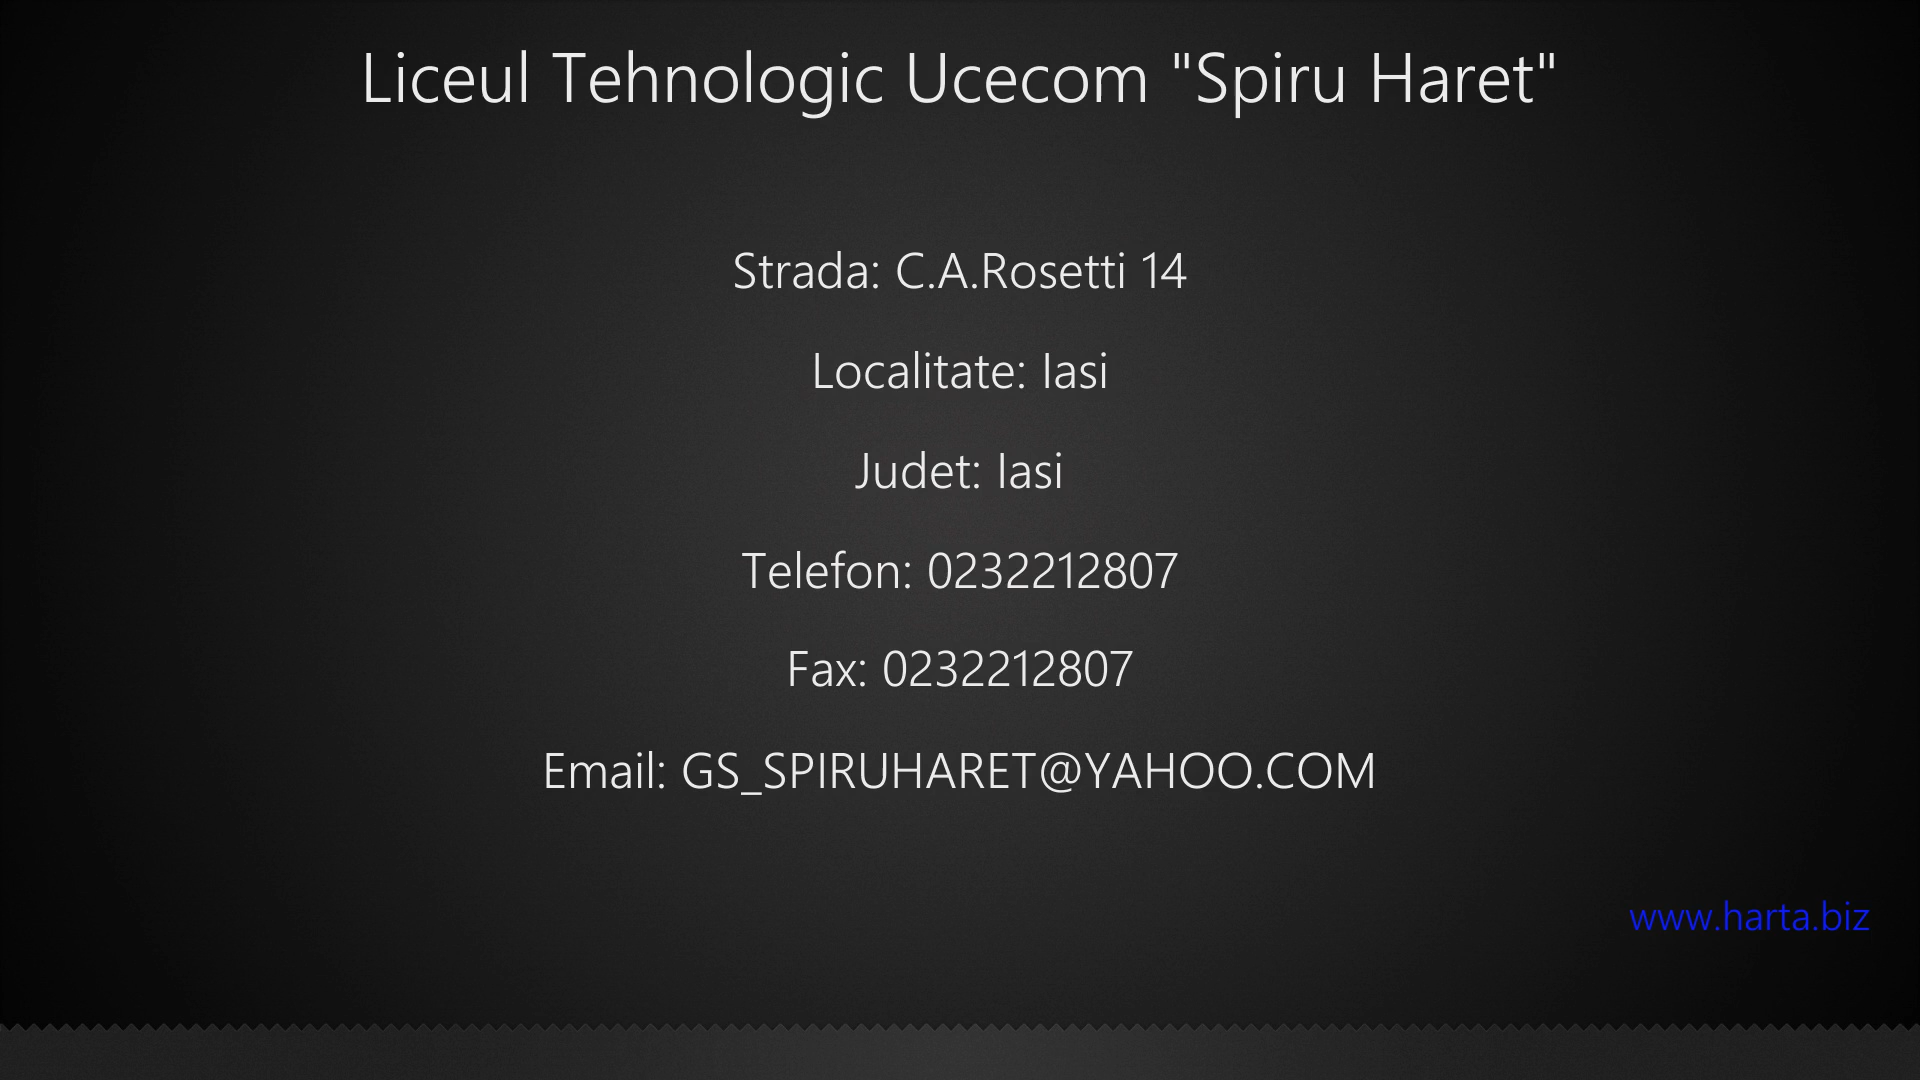 Liceul Tehnologic Ucecom "Spiru Haret"
Strada: C.A.Rosetti 14
Localitate: Iasi
Judet: Iasi
Telefon: 0232212807
Fax: 0232212807
Email: GS_SPIRUHARET@YAHOO.COM
www.harta.biz